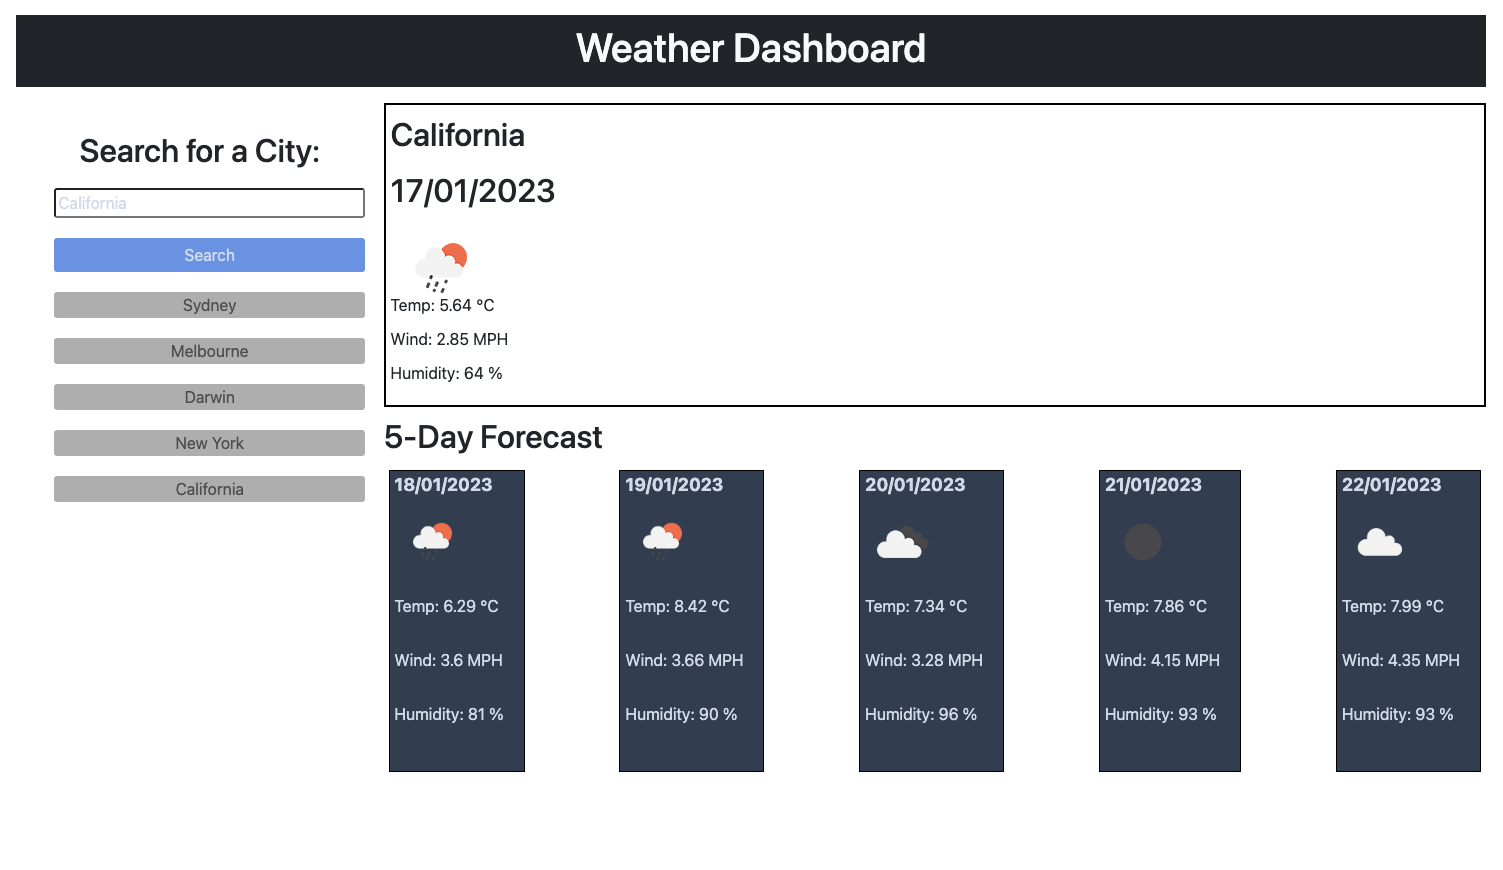 Weather Dashboard
Search for a City:
California
Search
Sydney
Melbourne
Darwin
New York
California
California
17/01/2023
Temp: 5.64 °C
Wind: 2.85 MPH
Humidity: 64 %
5-Day Forecast
18/01/2023
Temp: 6.29 °C
Wind: 3.6 MPH
Humidity: 81 %
19/01/2023
Temp: 8.42 °C
Wind: 3.66 MPH
Humidity: 90 %
20/01/2023
Temp: 7.34 °C
Wind: 3.28 MPH
Humidity: 96 %
21/01/2023
Temp: 7.86 °C
Wind: 4.15 MPH
Humidity: 93 %
22/01/2023
Temp: 7.99 °C
Wind: 4.35 MPH
Humidity: 93 %